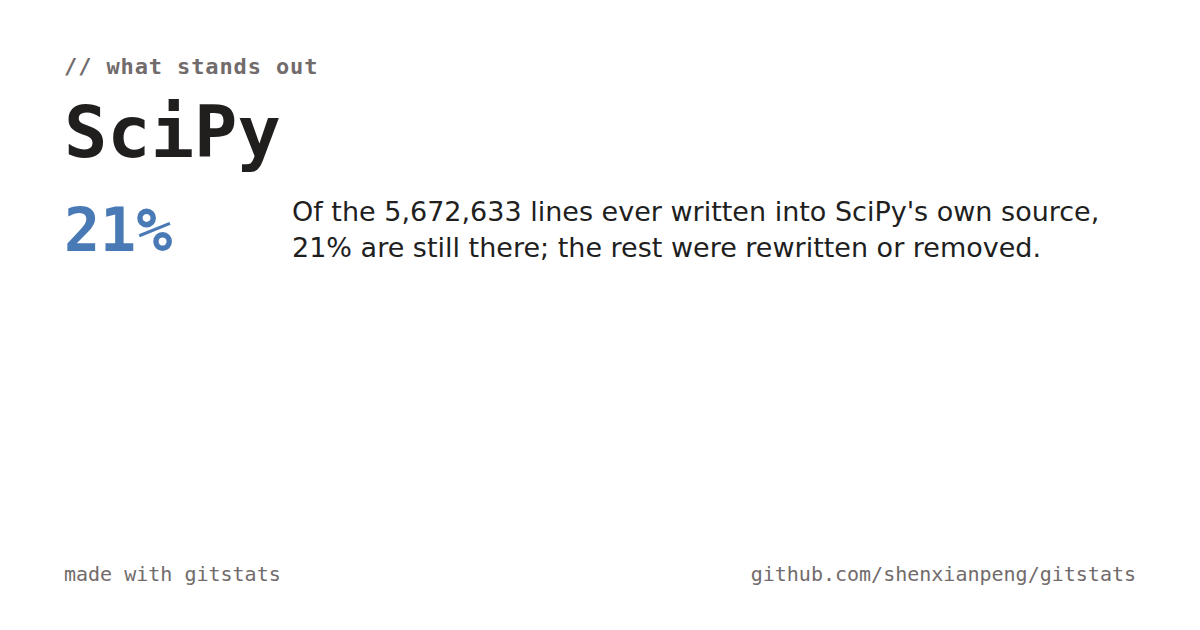 // what stands out
SciPy
21%
Of the 5,672,633 lines ever written into SciPy's own source,
21% are still there; the rest were rewritten or removed.
made with gitstats
github.com/shenxianpeng/gitstats